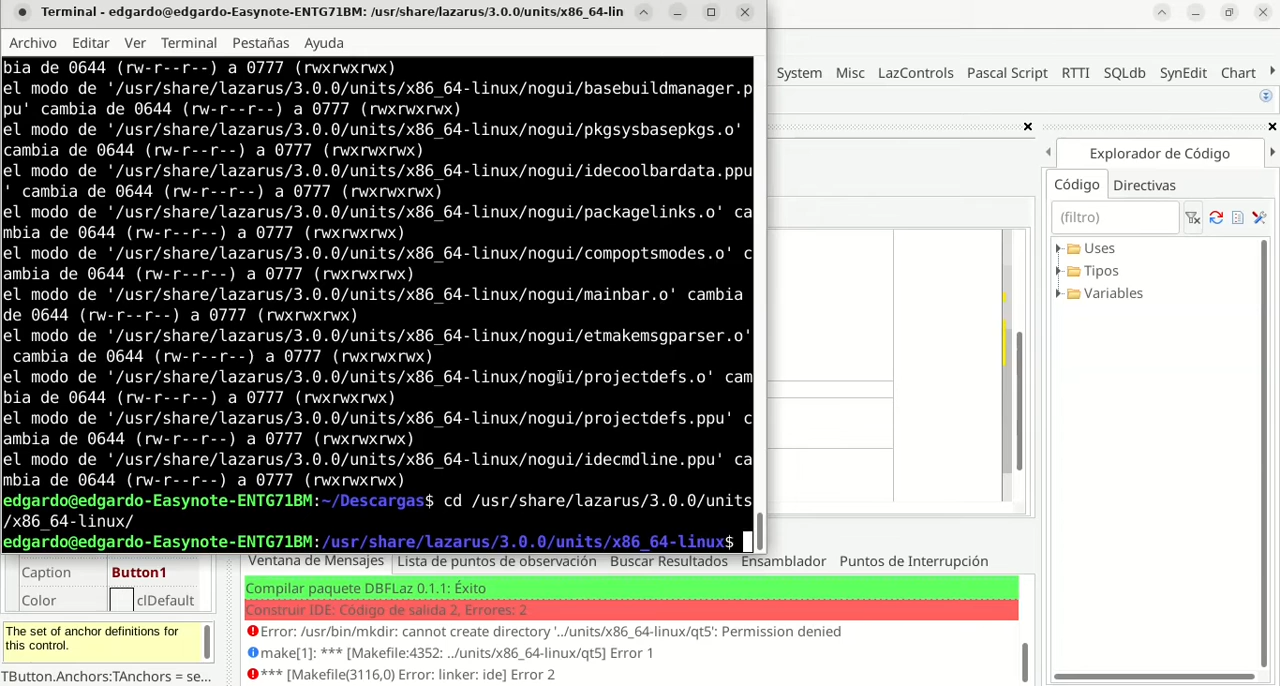 Terminal - edgardo@edgardo-Easynote-ENTG71BM: /usr/share/lazarus/3.0.0/units/x86_64-lin
Archivo Editar Ver Terminal Pestañas Ayuda
bia de 0644 (rw-r--r--) a 0777 (rwxrwxrwx)
el modo de '/usr/share/lazarus/3.0.0/units/x86_64-linux/nogui/basebuildmanager.p
pu' cambia de 0644 (rw-r--r--) a 0777 (rwxrwxrwx)
el modo de '/usr/share/lazarus/3.0.0/units/x86_64-linux/nogui/pkgsysbasepkgs.o'
cambia de 0644 (rw-r--r--) a 0777 (rwxrwxrwx)
el modo de '/usr/share/lazarus/3.0.0/units/x86_64-linux/nogui/idecoolbardata.ppu
' cambia de 0644 (rw-r--r--) a 0777 (rwxrwxrwx)
el modo de '/usr/share/lazarus/3.0.0/units/x86_64-linux/nogui/packagelinks.o' ca
mbia de 0644 (rw-r--r--) a 0777 (rwxrwxrwx)
el modo de '/usr/share/lazarus/3.0.0/units/x86_64-linux/nogui/compoptsmodes.o' c
ambia de 0644 (rw-r--r--) a 0777 (rwxrwxrwx)
el modo de '/usr/share/lazarus/3.0.0/units/x86_64-linux/nogui/mainbar.o' cambia
de 0644 (rw-r--r--) a 0777 (rwxrwxrwx)
el modo de '/usr/share/lazarus/3.0.0/units/x86_64-linux/nogui/etmakemsgparser.o'
cambia de 0644 (rw-r--r--) a 0777 (rwxrwxrwx)
el modo de '/usr/share/lazarus/3.0.0/units/x86_64-linux/nogui/projectdefs.o' cam
bia de 0644 (rw-r--r--) a 0777 (rwxrwxrwx)
el modo de '/usr/share/lazarus/3.0.0/units/x86_64-linux/nogui/projectdefs.ppu' c
ambia de 0644 (rw-r--r--) a 0777 (rwxrwxrwx)
el modo de '/usr/share/lazarus/3.0.0/units/x86_64-linux/nogui/idecmdline.ppu' ca
mbia de 0644 (rw-r--r--) a 0777 (rwxrwxrwx)
edgardo@edgardo-Easynote-ENTG71BM:~/Descargas$ cd /usr/share/lazarus/3.0.0/units
/x86_64-linux/
edgardo@edgardo-Easynote-ENTG71BM:/usr/share/lazarus/3.0.0/units/x86_64-linux$
System Misc LazControls Pascal Script RTTI SQLdb SynEdit Chart
Explorador de Código
Código Directivas
(filtro)
Uses
Tipos
Variables
Caption Button1
Color clDefault
The set of anchor definitions for
this control.
TButton.Anchors:TAnchors = se...
Ventana de Mensajes Lista de puntos de observación Buscar Resultados Ensamblador Puntos de Interrupción
Compilar paquete DBFLaz 0.1.1: Éxito
Construir IDE: Código de salida 2, Errores: 2
Error: /usr/bin/mkdir: cannot create directory '../units/x86_64-linux/qt5': Permission denied
make[1]: *** [Makefile:4352: ../units/x86_64-linux/qt5] Error 1
*** [Makefile(3116,0) Error: linker: ide] Error 2